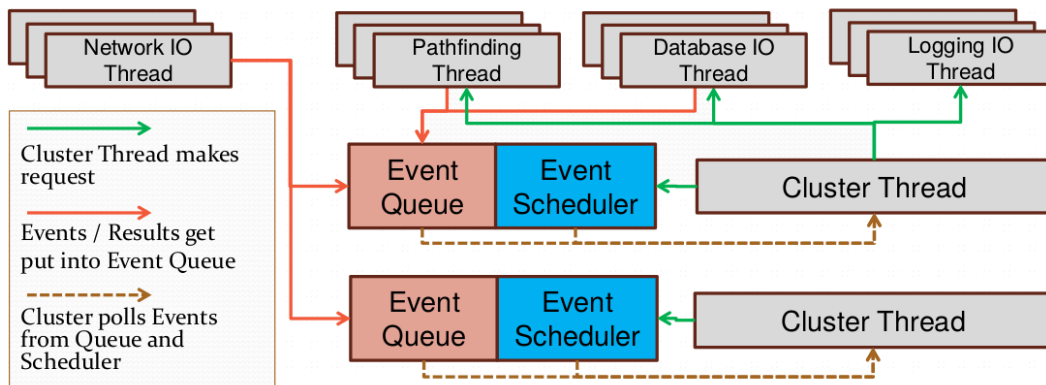 Network IO
Thread
Pathfinding
Thread
Database IO
Thread
Logging IO
Thread
Cluster Thread makes
request
Events / Results get
put into Event Queue
Cluster polls Events
from Queue and
Scheduler
Event
Queue
Event
Scheduler
Cluster Thread
Event
Queue
Event
Scheduler
Cluster Thread